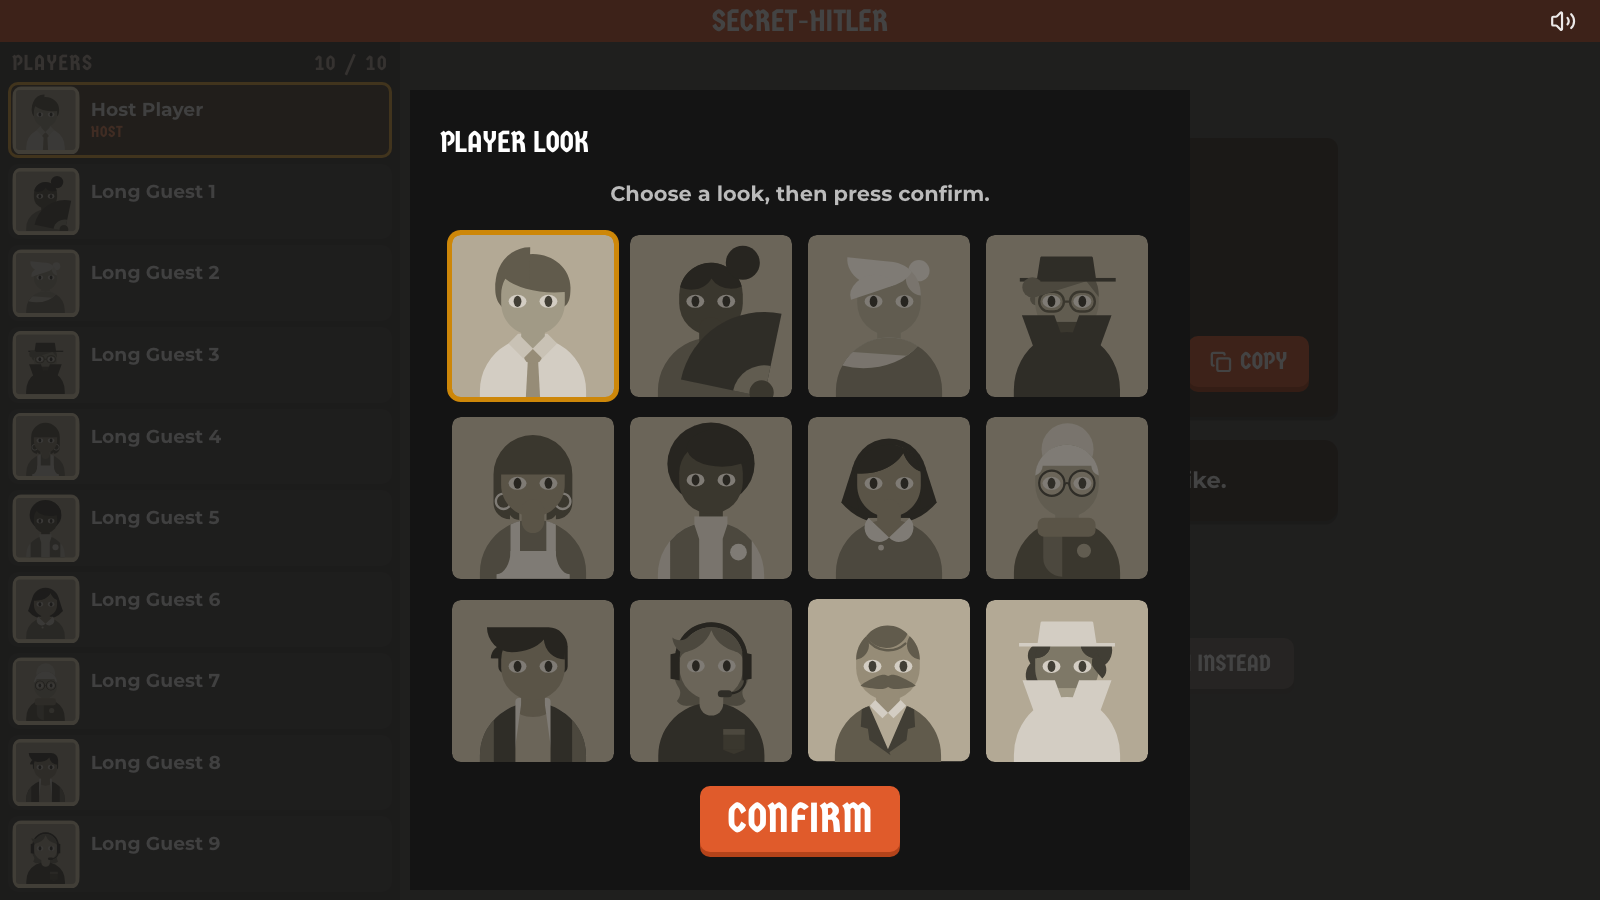 SECRET-HITLER
PLAYERS 10 / 10
Host Player
HOST
Long Guest 1
Long Guest 2
Long Guest 3
Long Guest 4
Long Guest 5
Long Guest 6
Long Guest 7
Long Guest 8
Long Guest 9
PLAYER LOOK
Choose a look, then press confirm.
CONFIRM
COPY
ike.
INSTEAD